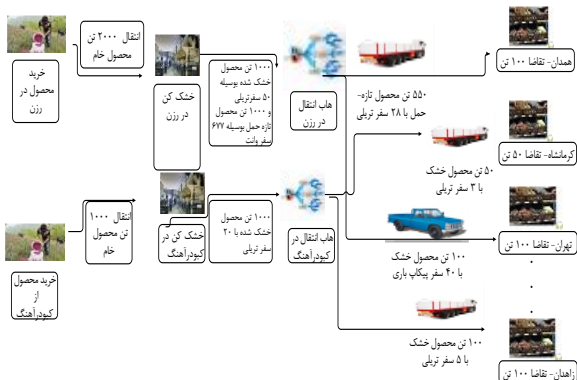 خرید
محصول در
رزن
انتقال ۲۰۰۰ تن
محصول خام
خشک کن
در رزن
۱۰۰۰ تن محصول
خشک شده بوسیله
۵۰ سفرتریلی
و ۱۰۰۰ تن محصول
تازه حمل بوسیله ۶۷۷
سفر وانت
هاب انتقال
در رزن
۵۵۰ تن محصول تازه-
حمل با ۲۸ سفر تریلی
همدان- تقاضا ۱۰۰ تن
کرمانشاه- تقاضا ۵۰ تن
۵۰ تن محصول خشک
با ۳ سفر تریلی
خرید محصول
از
کبودرآهنگ
انتقال ۱۰۰۰
تن محصول
خام
خشک کن در
کبودرآهنگ
۱۰۰۰ تن محصول
خشک شده با ۲۰
سفر تریلی
هاب انتقال در
کبودرآهنگ
۱۰۰ تن محصول خشک
با ۴۰ سفر پیکاپ باری
تهران- تقاضا ۱۰۰ تن
۱۰۰ تن محصول خشک
با ۵ سفر تریلی
زاهدان- تقاضا ۱۰۰ تن